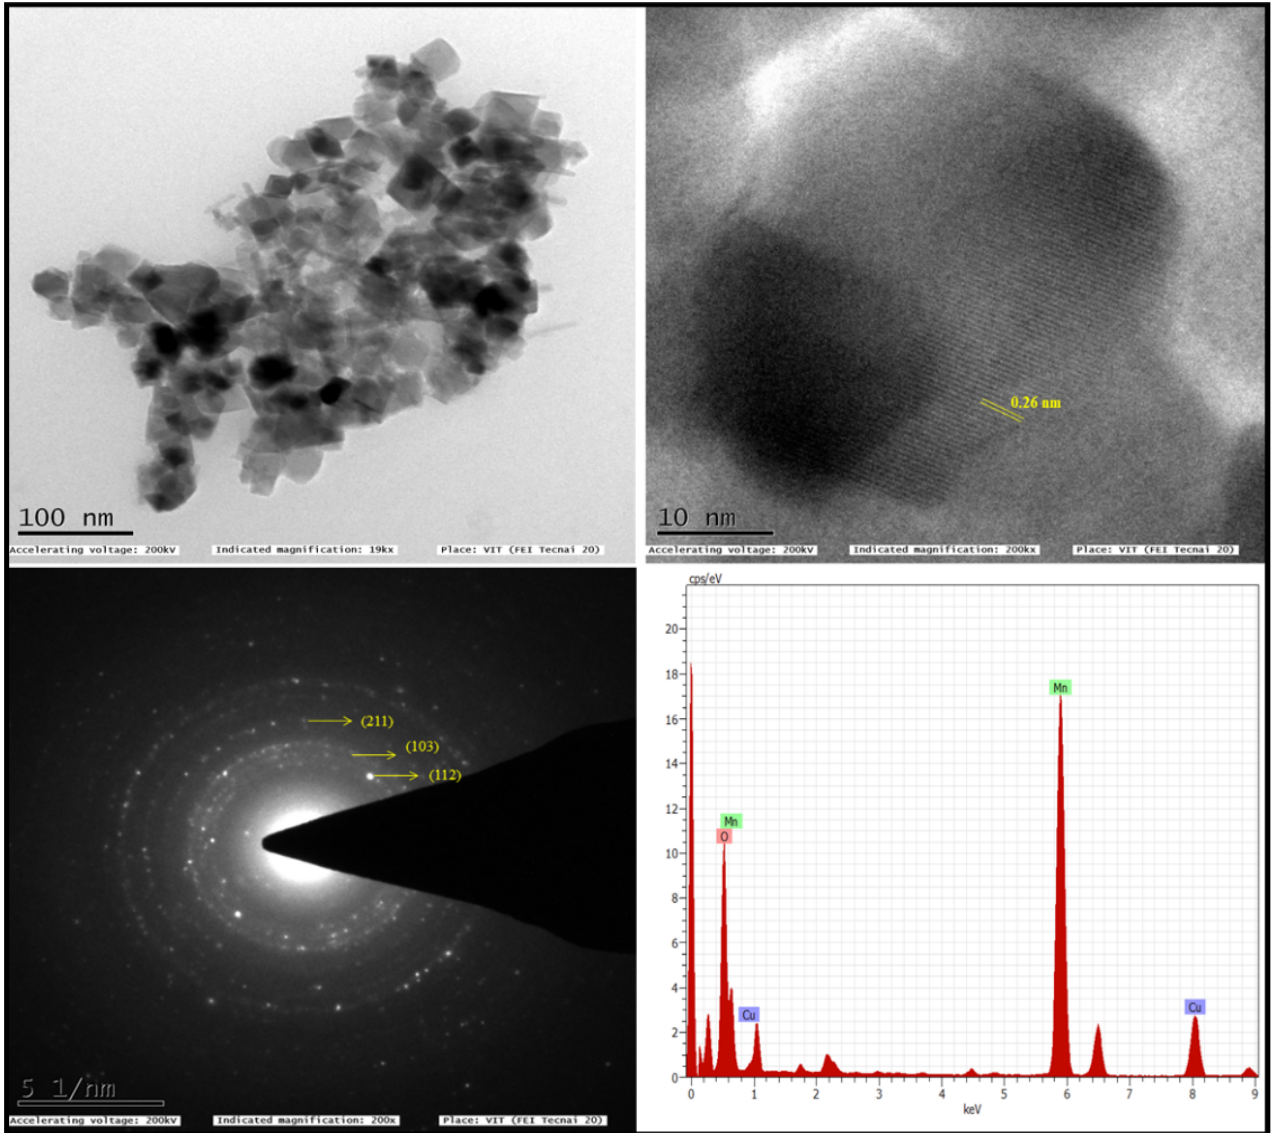 100 nm
Accelerating voltage: 200kV Indicated magnification: 19kx Place: VIT (FEI Tecnai 20)
0.26 nm
10 nm
Accelerating voltage: 200kV Indicated magnification: 200kx Place: VIT (FEI Tecnai 20)
(211)
(103)
(112)
5 1/nm
Accelerating voltage: 200kV Indicated magnification: 200x Place: VIT (FEI Tecnai 20)
cps/eV
20
18
16
14
12
10
8
6
4
2
0
Mn
Mn
O
Cu
Cu
0 1 2 3 4 5 6 7 8 9
keV